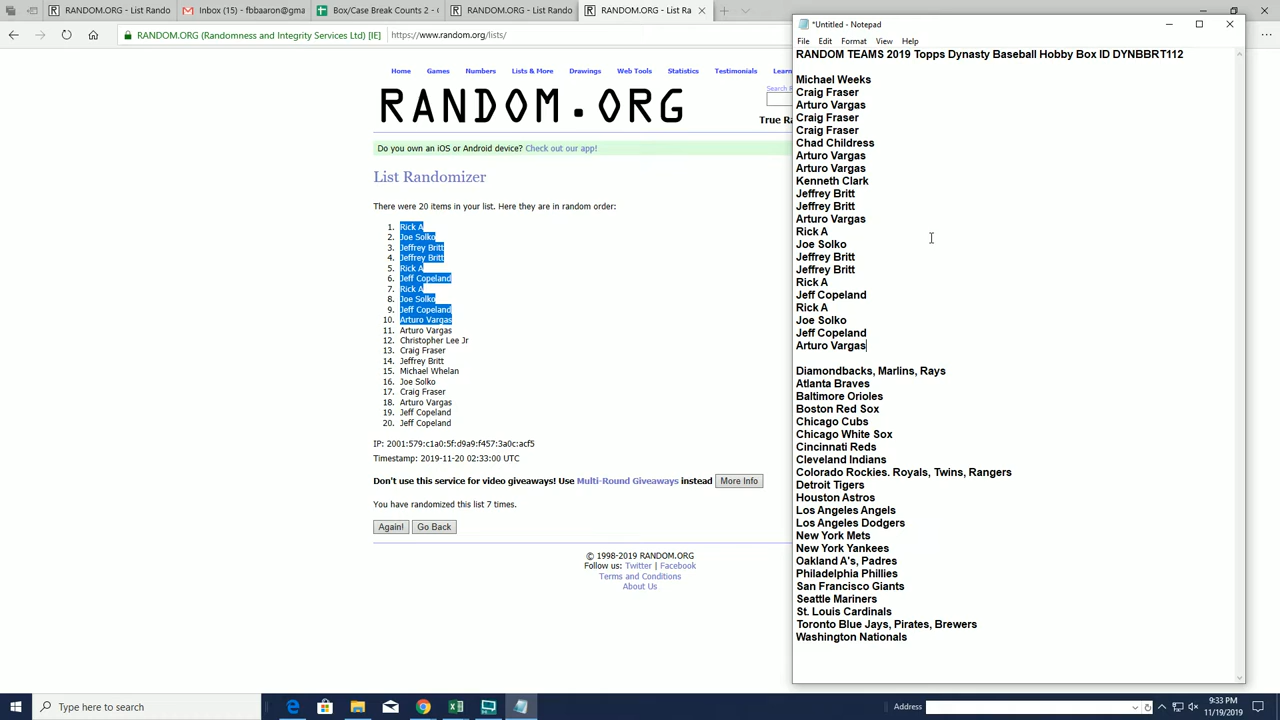 RANDOM.ORG - List Rando
Inbox (15) - fbbaaron@gma
Box/Case Break Counts 2 -
RANDOM.ORG - List Rando
RANDOM.ORG - List Ra
*Untitled - Notepad
RANDOM.ORG (Randomness and Integrity Services Ltd) [IE]
https://www.random.org/lists/
File Edit Format View Help
RANDOM TEAMS 2019 Topps Dynasty Baseball Hobby Box ID DYNBBRT112
Home Games Numbers Lists & More Drawings Web Tools Statistics Testimonials Learn
Search R
RANDOM.ORG
True Ra
Do you own an iOS or Android device? Check out our app!
List Randomizer
There were 20 items in your list. Here they are in random order:
1. Rick A
2. Joe Solko
3. Jeffrey Britt
4. Jeffrey Britt
5. Rick A
6. Jeff Copeland
7. Rick A
8. Joe Solko
9. Jeff Copeland
10. Arturo Vargas
11. Arturo Vargas
12. Christopher Lee Jr
13. Craig Fraser
14. Jeffrey Britt
15. Michael Whelan
16. Joe Solko
17. Craig Fraser
18. Arturo Vargas
19. Jeff Copeland
20. Jeff Copeland
IP: 2001:579:c1a0:5f:d9a9:f457:3a0c:acf5
Timestamp: 2019-11-20 02:33:00 UTC
Don't use this service for video giveaways! Use Multi-Round Giveaways instead More Info
You have randomized this list 7 times.
Again! Go Back
© 1998-2019 RANDOM.ORG
Follow us: Twitter | Facebook
Terms and Conditions
About Us
Michael Weeks
Craig Fraser
Arturo Vargas
Craig Fraser
Craig Fraser
Chad Childress
Arturo Vargas
Arturo Vargas
Kenneth Clark
Jeffrey Britt
Jeffrey Britt
Arturo Vargas
Rick A
Joe Solko
Jeffrey Britt
Jeffrey Britt
Rick A
Jeff Copeland
Rick A
Joe Solko
Jeff Copeland
Arturo Vargas
Diamondbacks, Marlins, Rays
Atlanta Braves
Baltimore Orioles
Boston Red Sox
Chicago Cubs
Chicago White Sox
Cincinnati Reds
Cleveland Indians
Colorado Rockies. Royals, Twins, Rangers
Detroit Tigers
Houston Astros
Los Angeles Angels
Los Angeles Dodgers
New York Mets
New York Yankees
Oakland A's, Padres
Philadelphia Phillies
San Francisco Giants
Seattle Mariners
St. Louis Cardinals
Toronto Blue Jays, Pirates, Brewers
Washington Nationals
Type here to search
Address
9:33 PM
11/19/2019